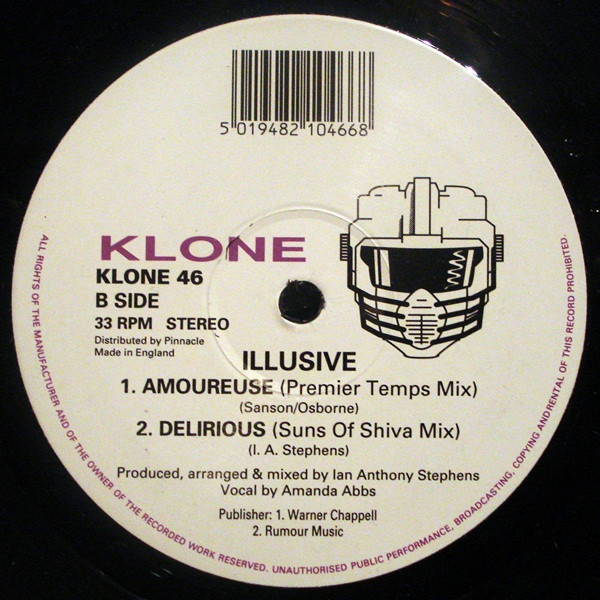 5 019482 104668
KLONE
KLONE 46
B SIDE
33 RPM STEREO
Distributed by Pinnacle
Made in England
ILLUSIVE
1. AMOUREUSE (Premier Temps Mix)
(Sanson/Osborne)
2. DELIRIOUS (Suns Of Shiva Mix)
(I. A. Stephens)
Produced, arranged & mixed by Ian Anthony Stephens
Vocal by Amanda Abbs
Publisher: 1. Warner Chappell
2. Rumour Music
ALL RIGHTS OF THE MANUFACTURER AND OF THE OWNER OF THE RECORDED WORK RESERVED. UNAUTHORISED PUBLIC PERFORMANCE, BROADCASTING, COPYING AND RENTAL OF THIS RECORD PROHIBITED.